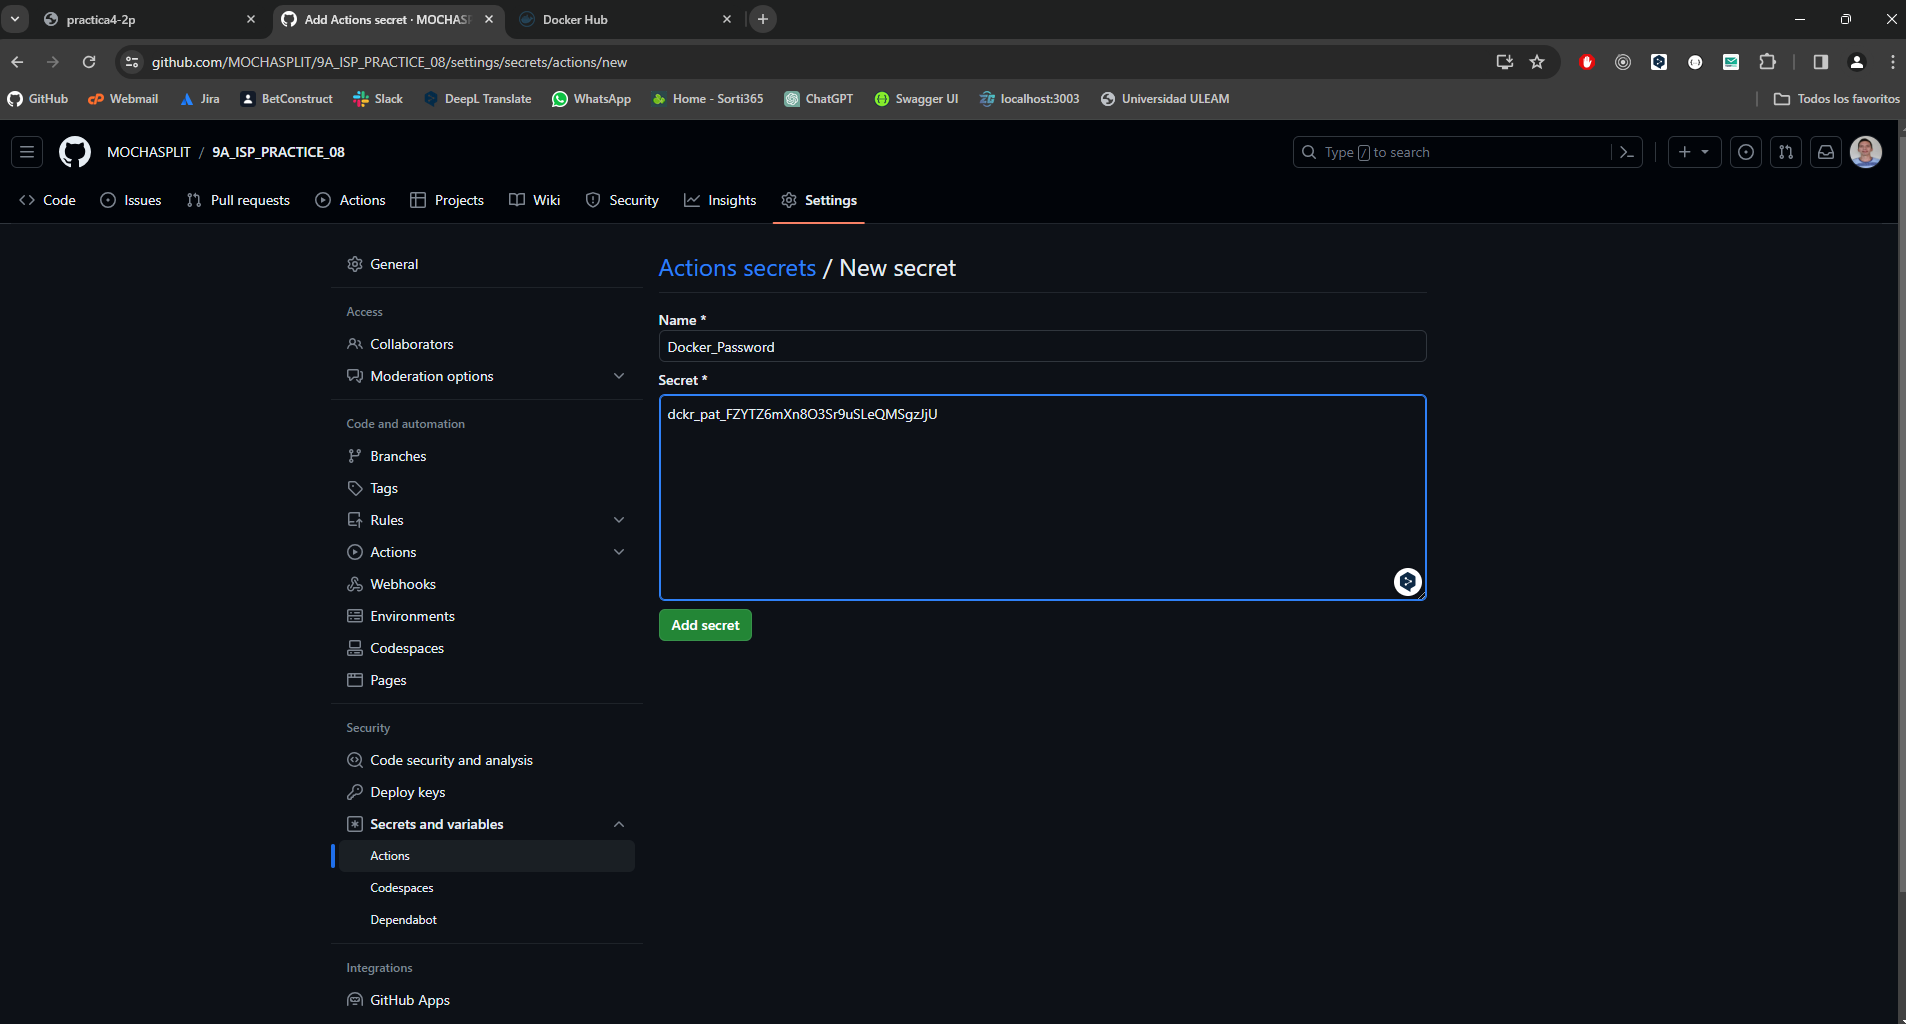 practica4-2p
Add Actions secret · MOCHASP
Docker Hub
github.com/MOCHASPLIT/9A_ISP_PRACTICE_08/settings/secrets/actions/new
GitHub
Webmail
Jira
BetConstruct
Slack
DeepL Translate
WhatsApp
Home - Sorti365
ChatGPT
Swagger UI
localhost:3003
Universidad ULEAM
Todos los favoritos
MOCHASPLIT / 9A_ISP_PRACTICE_08
Type / to search
Code
Issues
Pull requests
Actions
Projects
Wiki
Security
Insights
Settings
General
Access
Collaborators
Moderation options
Code and automation
Branches
Tags
Rules
Actions
Webhooks
Environments
Codespaces
Pages
Security
Code security and analysis
Deploy keys
Secrets and variables
Actions
Codespaces
Dependabot
Integrations
GitHub Apps
Actions secrets / New secret
Name *
Docker_Password
Secret *
dckr_pat_FZYTZ6mXn8O3Sr9uSLeQMSgzJjU
Add secret